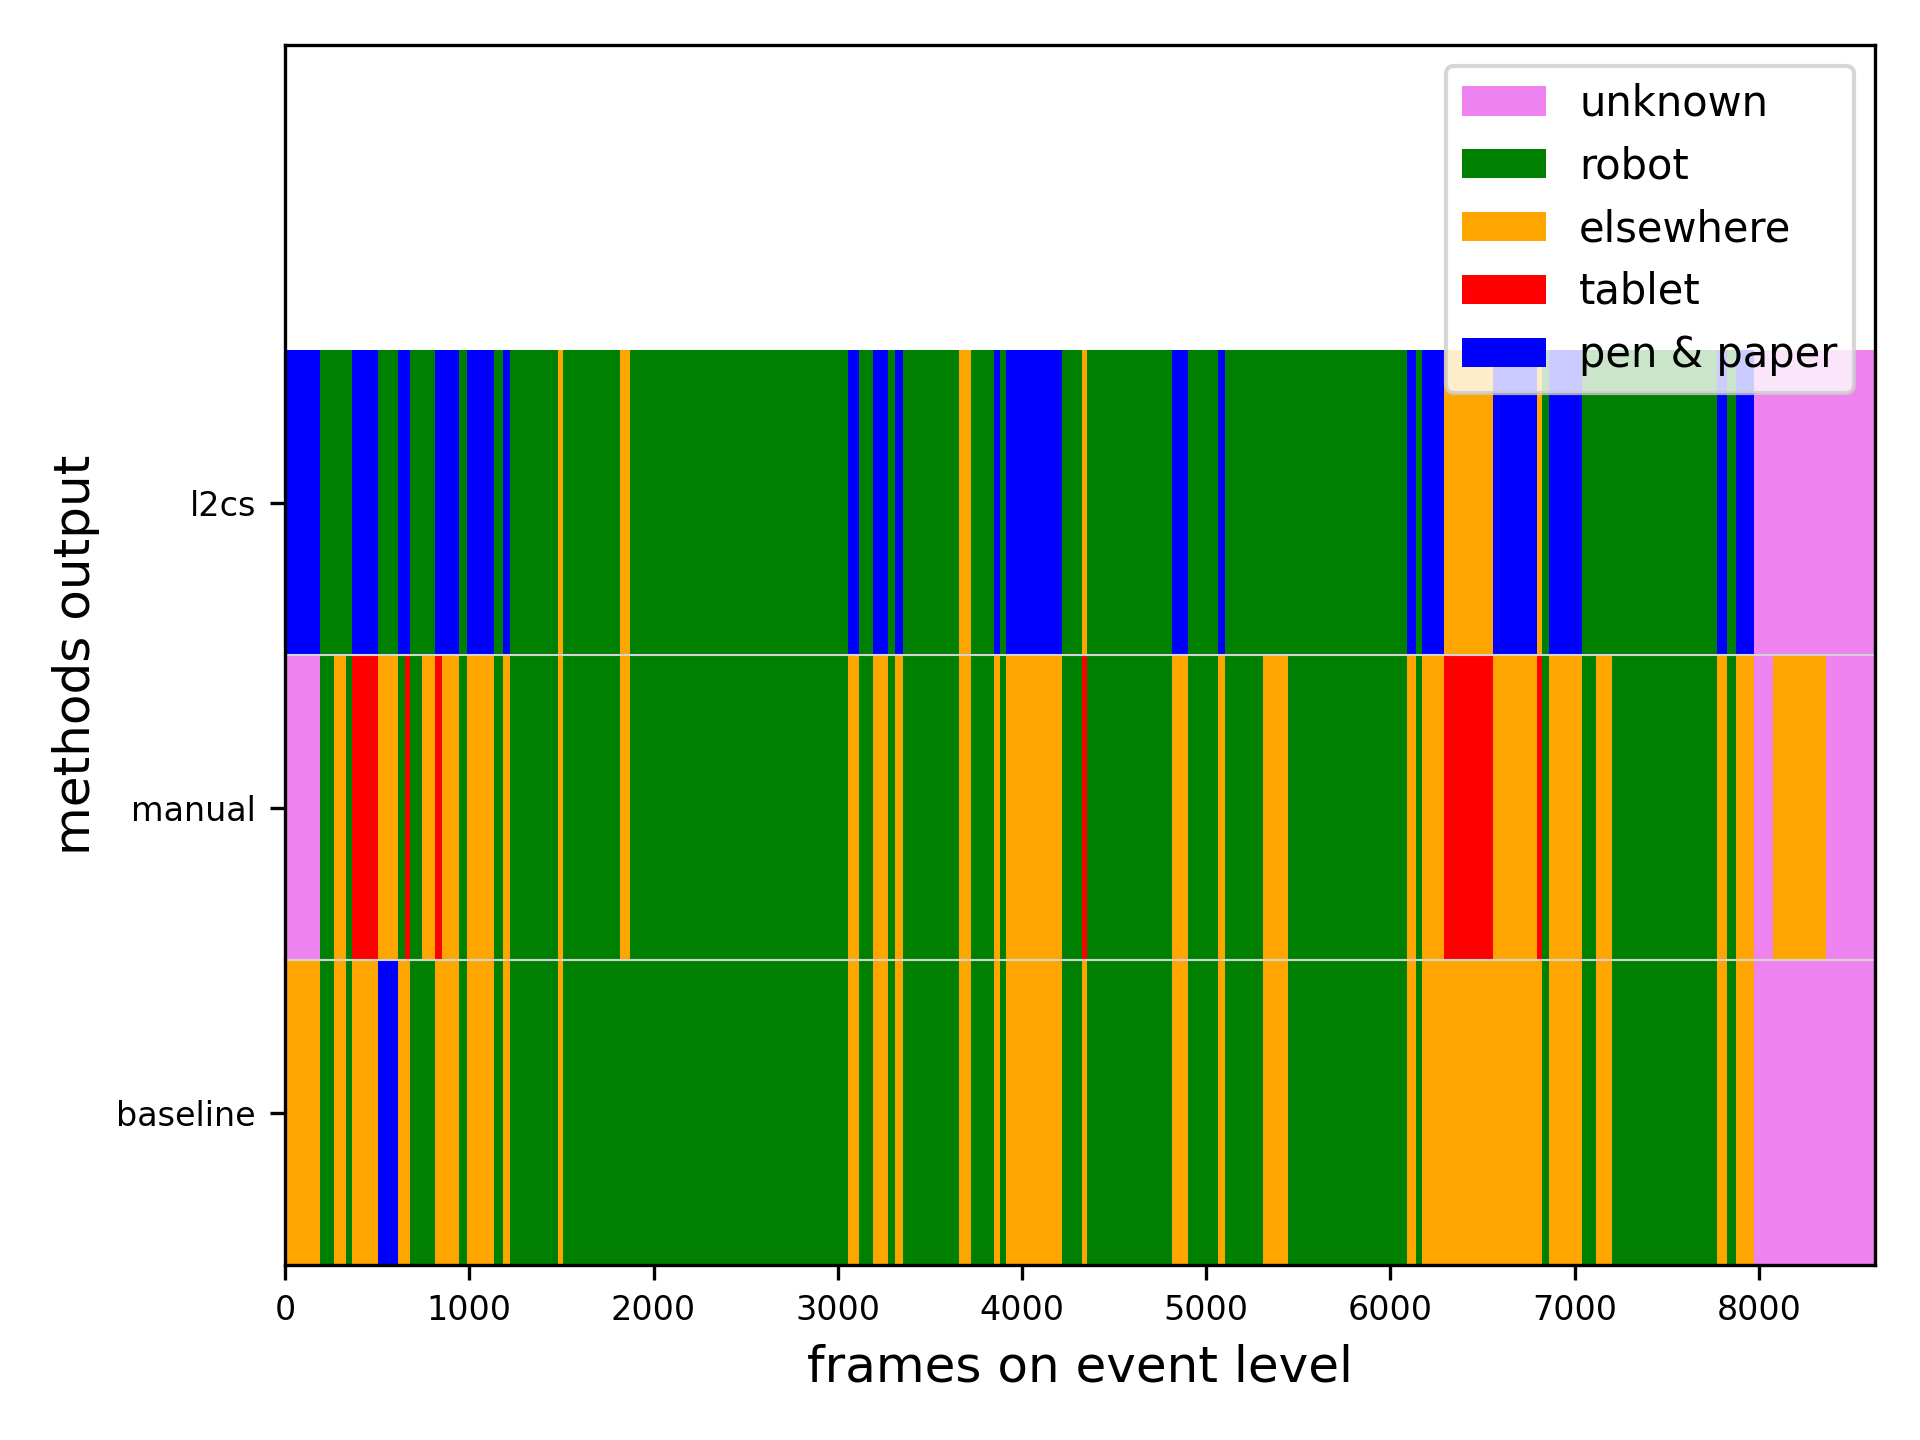 unknown
robot
elsewhere
tablet
pen & paper
methods output
l2cs
manual
baseline
0 1000 2000 3000 4000 5000 6000 7000 8000
frames on event level